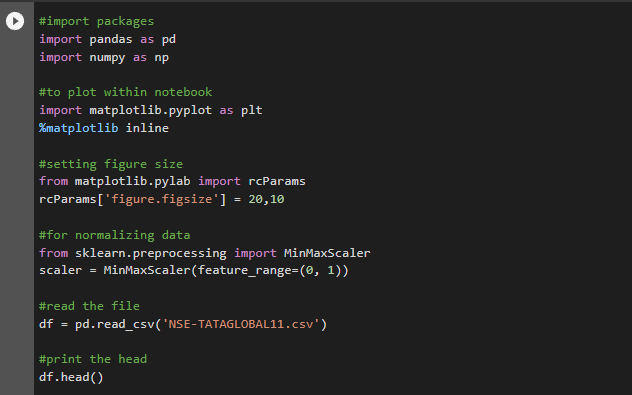 #import packages
import pandas as pd
import numpy as np
#to plot within notebook
import matplotlib.pyplot as plt
%matplotlib inline
#setting figure size
from matplotlib.pylab import rcParams
rcParams['figure.figsize'] = 20,10
#for normalizing data
from sklearn.preprocessing import MinMaxScaler
scaler = MinMaxScaler(feature_range=(0, 1))
#read the file
df = pd.read_csv('NSE-TATAGLOBAL11.csv')
#print the head
df.head()